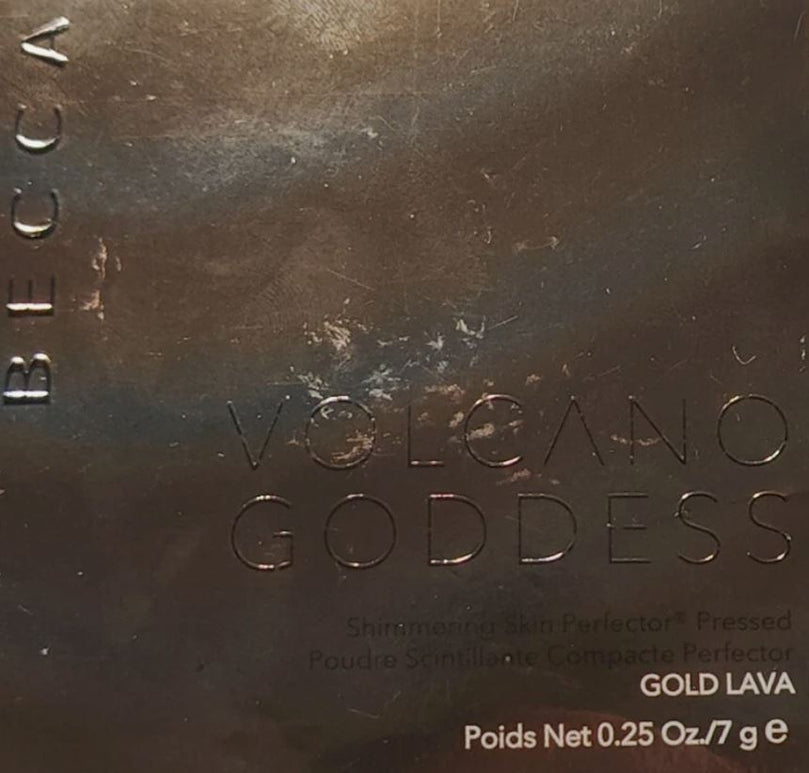 BECCA
VOLCANO
GODDESS
Shimmering Skin Perfector® Pressed
Poudre Scintillante Compacte Perfector
GOLD LAVA
Poids Net 0.25 Oz./7 g e